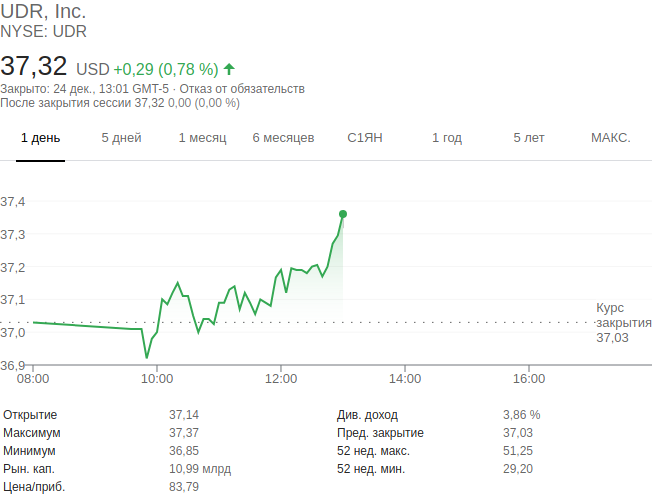 UDR, Inc.
NYSE: UDR
37,32 USD +0,29 (0,78 %)
Закрыто: 24 дек., 13:01 GMT-5 · Отказ от обязательств
После закрытия сессии 37,32 0,00 (0,00 %)
1 день 5 дней 1 месяц 6 месяцев С1ЯН 1 год 5 лет МАКС.
37,4
37,3
37,2
37,1
37,0
36,9
Курс
закрытия
37,03
08:00 10:00 12:00 14:00 16:00
Открытие 37,14 Див. доход 3,86 %
Максимум 37,37 Пред. закрытие 37,03
Минимум 36,85 52 нед. макс. 51,25
Рын. кап. 10,99 млрд 52 нед. мин. 29,20
Цена/приб. 83,79